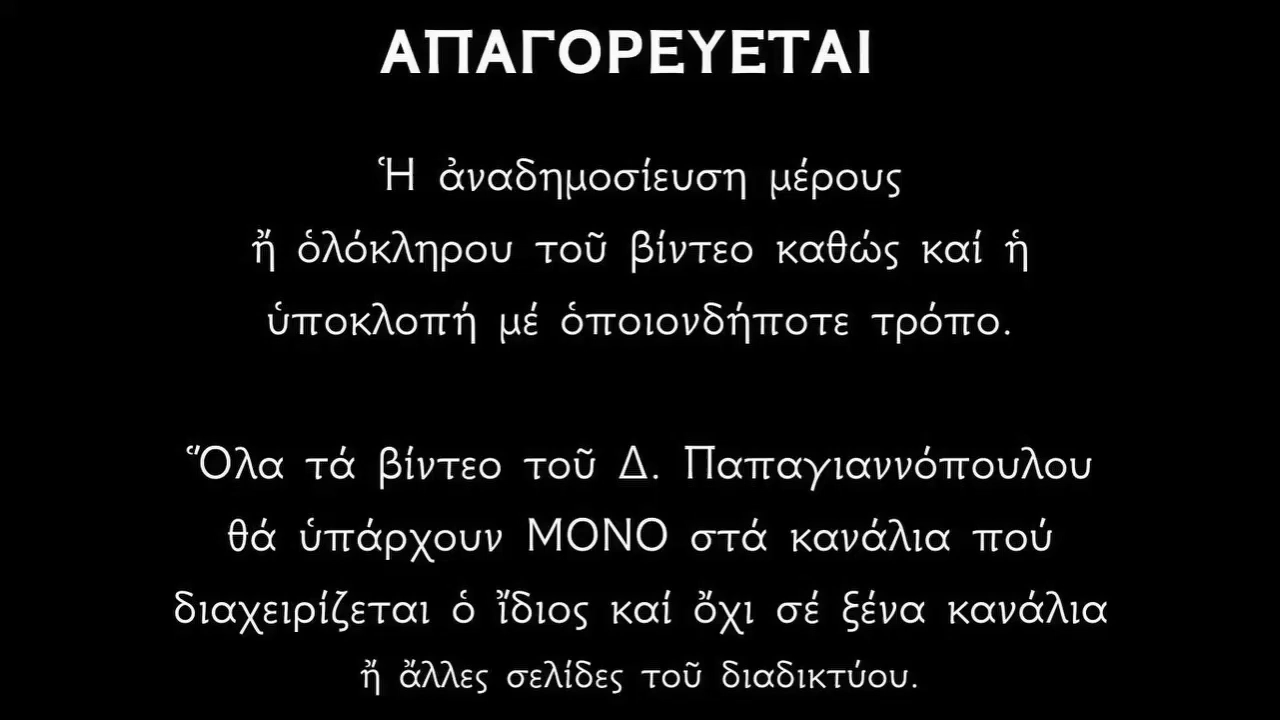 ΑΠΑΓΟΡΕΥΕΤΑΙ
Ἡ ἀναδημοσίευση μέρους
ἤ ὁλόκληρου τοῦ βίντεο καθώς καί ἡ
ὑποκλοπή μέ ὁποιονδήποτε τρόπο.
Ὅλα τά βίντεο τοῦ Δ. Παπαγιαννόπουλου
θά ὑπάρχουν ΜΟΝΟ στά κανάλια πού
διαχειρίζεται ὁ ἴδιος καί ὄχι σέ ξένα κανάλια
ἤ ἄλλες σελίδες τοῦ διαδικτύου.